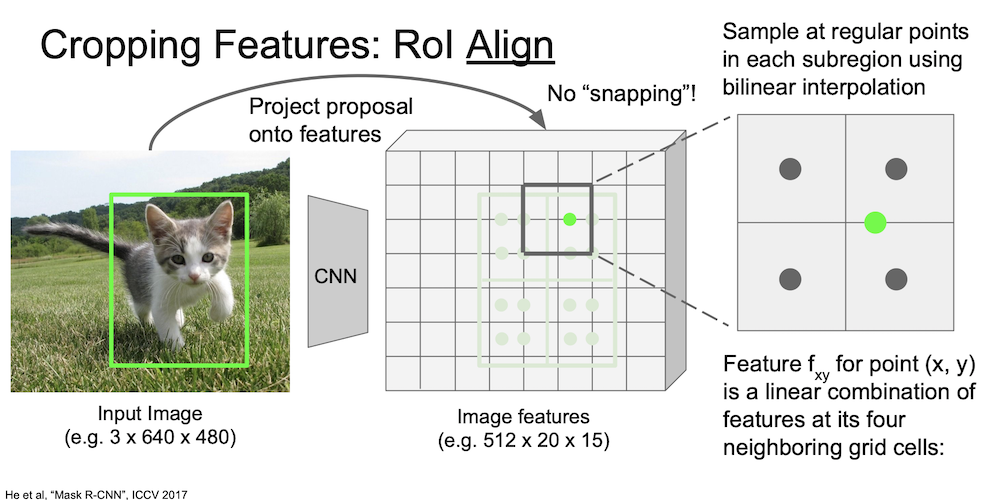 Cropping Features: RoI Align
Project proposal
onto features
No “snapping”!
Sample at regular points
in each subregion using
bilinear interpolation
CNN
Input Image
(e.g. 3 x 640 x 480)
Image features
(e.g. 512 x 20 x 15)
Feature fxy for point (x, y)
is a linear combination of
features at its four
neighboring grid cells:
He et al, “Mask R-CNN”, ICCV 2017